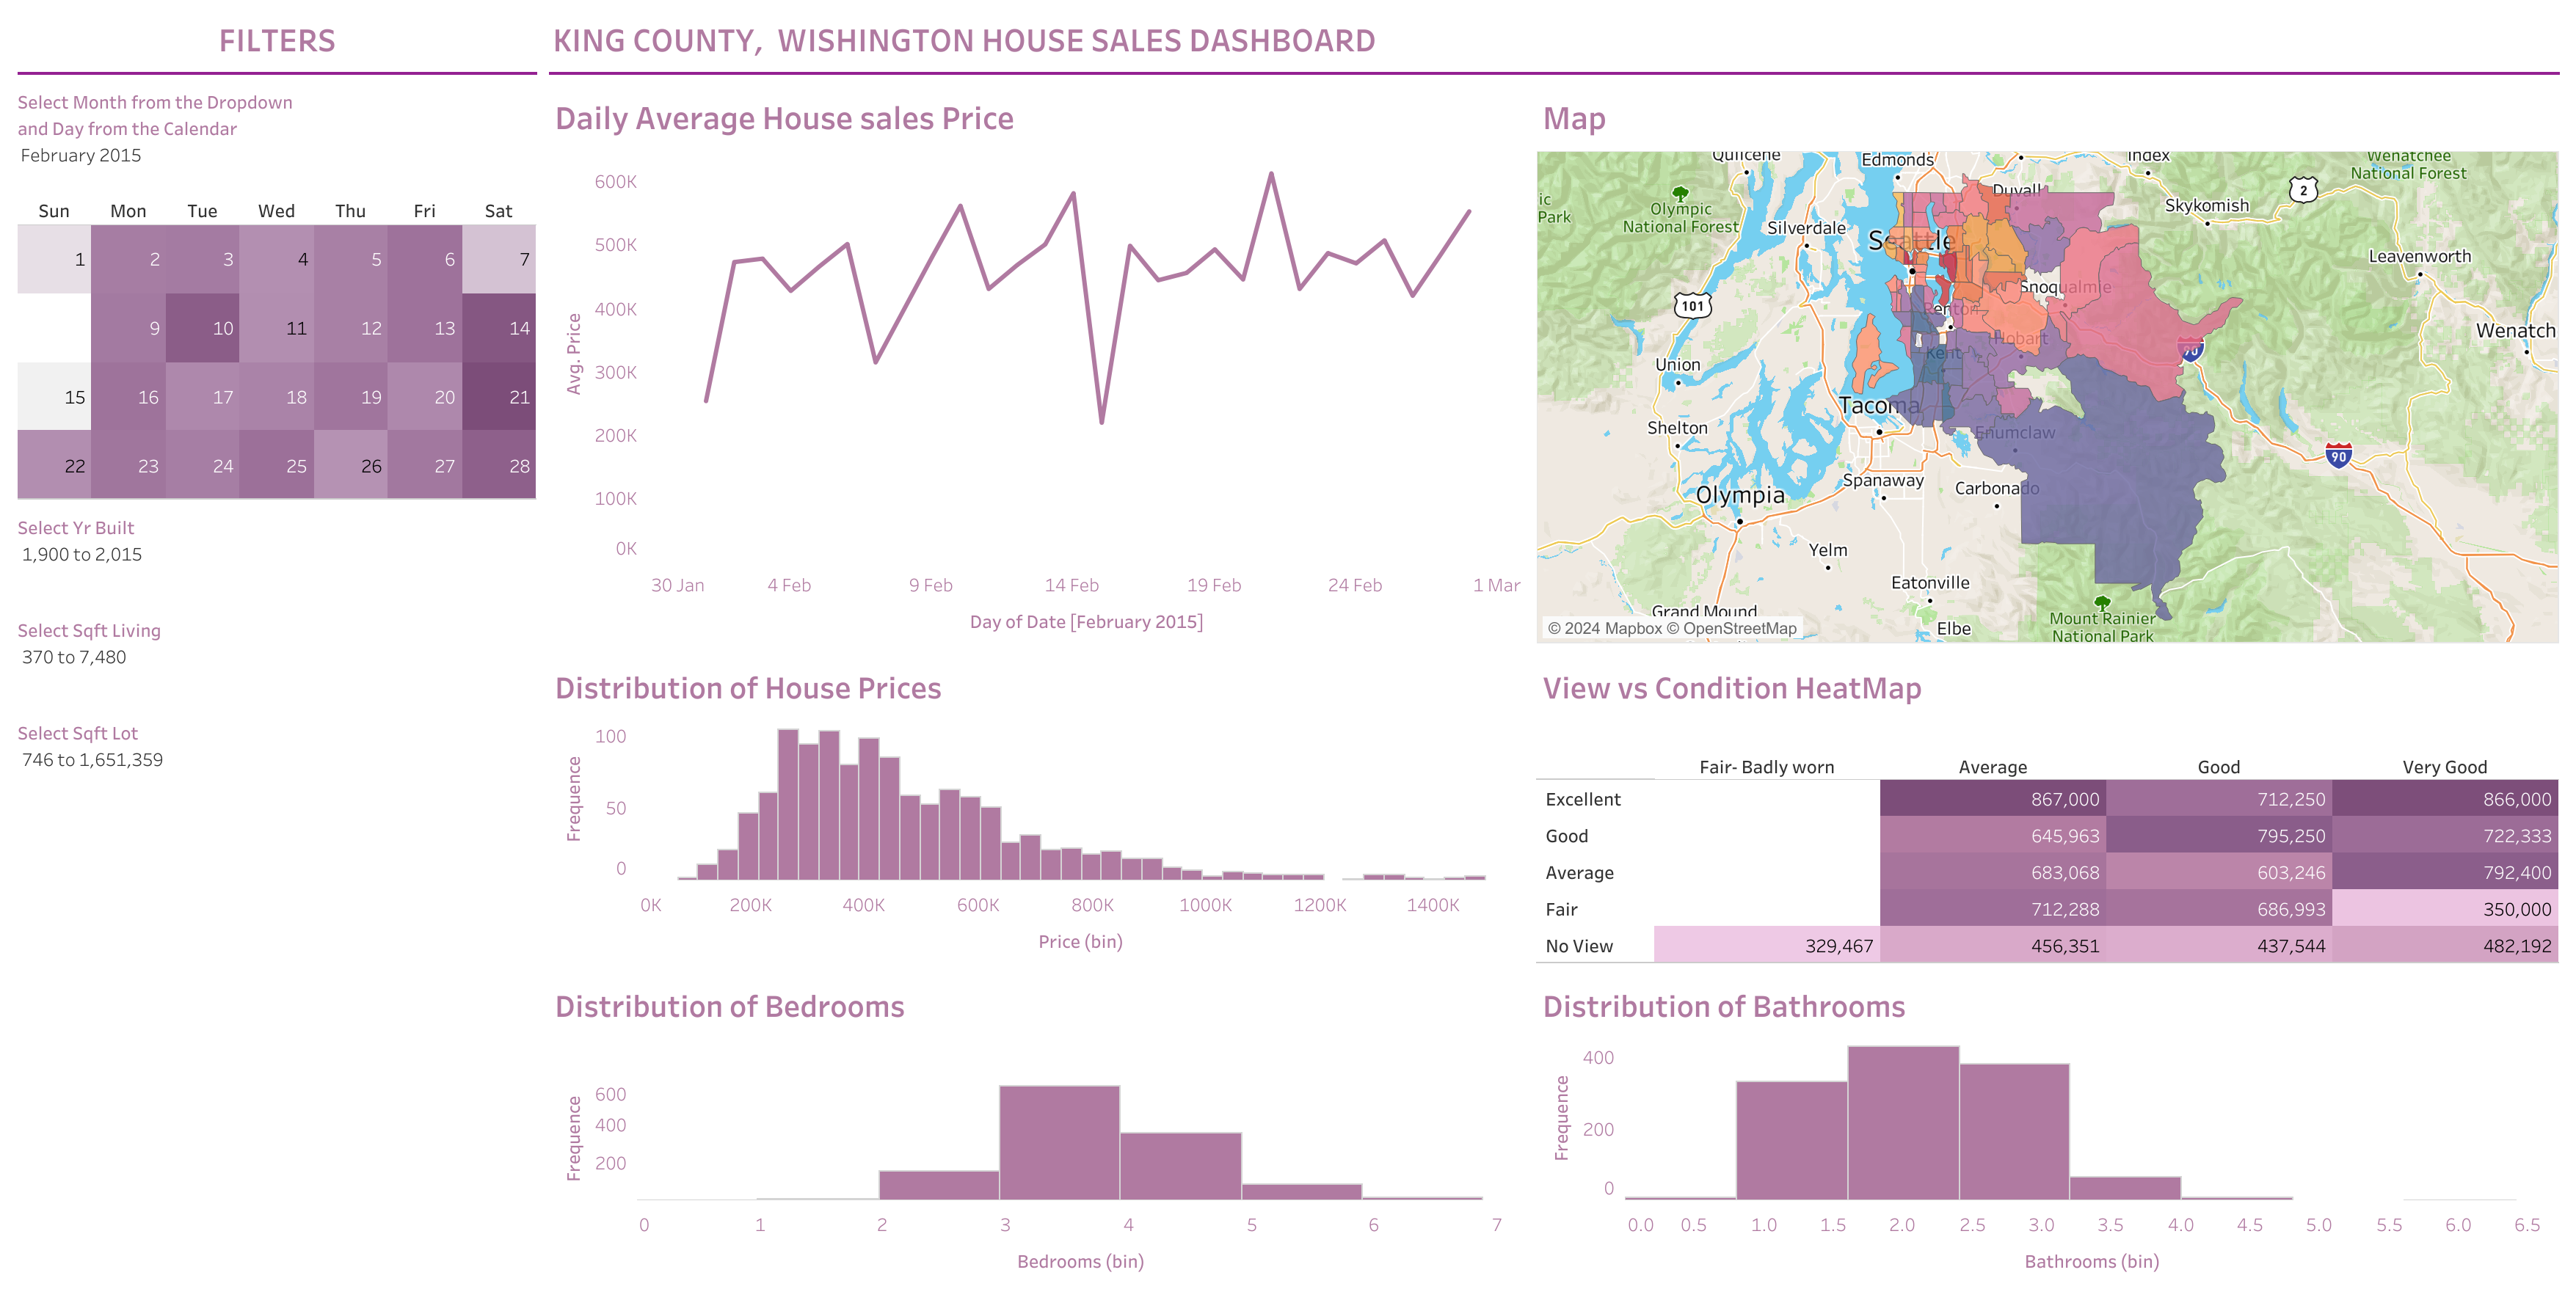 FILTERS
KING COUNTY,  WISHINGTON HOUSE SALES DASHBOARD
Select Month from the Dropdown
and Day from the Calendar
February 2015
Sun Mon Tue Wed Thu Fri Sat
1 2 3 4 5 6 7
9 10 11 12 13 14
15 16 17 18 19 20 21
22 23 24 25 26 27 28
Select Yr Built
1,900 to 2,015
Select Sqft Living
370 to 7,480
Select Sqft Lot
746 to 1,651,359
Daily Average House sales Price
Avg. Price
600K
500K
400K
300K
200K
100K
0K
30 Jan 4 Feb 9 Feb 14 Feb 19 Feb 24 Feb 1 Mar
Day of Date [February 2015]
Map
Quilcene
Edmonds
Index
Wenatchee
National Forest
Duvall
2
ic
Park
Olympic
National Forest
Skykomish
Silverdale
Seattle
Leavenworth
Snoqualmie
101
Renton
Wenatch
Hobart
Kent
90
Union
Tacoma
Shelton
Enumclaw
90
Spanaway
Carbonado
Olympia
Yelm
Eatonville
Grand Mound
Elbe
Mount Rainier
National Park
© 2024 Mapbox © OpenStreetMap
Distribution of House Prices
Frequence
100
50
0
0K 200K 400K 600K 800K 1000K 1200K 1400K
Price (bin)
View vs Condition HeatMap
Fair- Badly worn Average Good Very Good
Excellent 867,000 712,250 866,000
Good 645,963 795,250 722,333
Average 683,068 603,246 792,400
Fair 712,288 686,993 350,000
No View 329,467 456,351 437,544 482,192
Distribution of Bedrooms
Frequence
600
400
200
0 1 2 3 4 5 6 7
Bedrooms (bin)
Distribution of Bathrooms
Frequence
400
200
0
0.0 0.5 1.0 1.5 2.0 2.5 3.0 3.5 4.0 4.5 5.0 5.5 6.0 6.5
Bathrooms (bin)